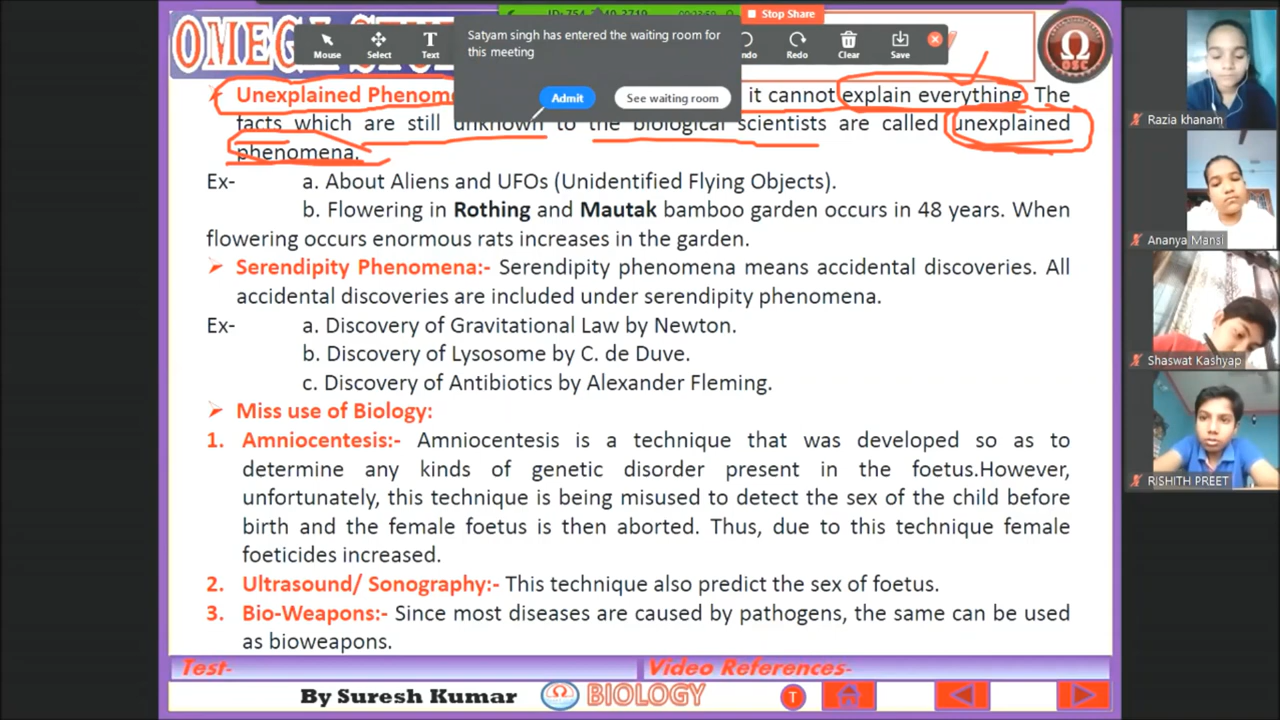 OMEG
ID: 754
Stop Share
Mouse
Select
Text
Satyam singh has entered the waiting room for
this meeting
Admit
See waiting room
Redo
Clear
Save
Ω
OSC
➢ Unexplained Phenom it cannot explain everything. The
facts which are still unknown to the biological scientists are called unexplained
phenomena.
Ex- a. About Aliens and UFOs (Unidentified Flying Objects).
b. Flowering in Rothing and Mautak bamboo garden occurs in 48 years. When
flowering occurs enormous rats increases in the garden.
➢ Serendipity Phenomena:- Serendipity phenomena means accidental discoveries. All
accidental discoveries are included under serendipity phenomena.
Ex- a. Discovery of Gravitational Law by Newton.
b. Discovery of Lysosome by C. de Duve.
c. Discovery of Antibiotics by Alexander Fleming.
➢ Miss use of Biology:
1. Amniocentesis:- Amniocentesis is a technique that was developed so as to
determine any kinds of genetic disorder present in the foetus.However,
unfortunately, this technique is being misused to detect the sex of the child before
birth and the female foetus is then aborted. Thus, due to this technique female
foeticides increased.
2. Ultrasound/ Sonography:- This technique also predict the sex of foetus.
3. Bio-Weapons:- Since most diseases are caused by pathogens, the same can be used
as bioweapons.
Test-
Video References-
By Suresh Kumar
Ω
BIOLOGY
T
Razia khanam
Ananya Mansi
Shaswat Kashyap
RISHITH PREET